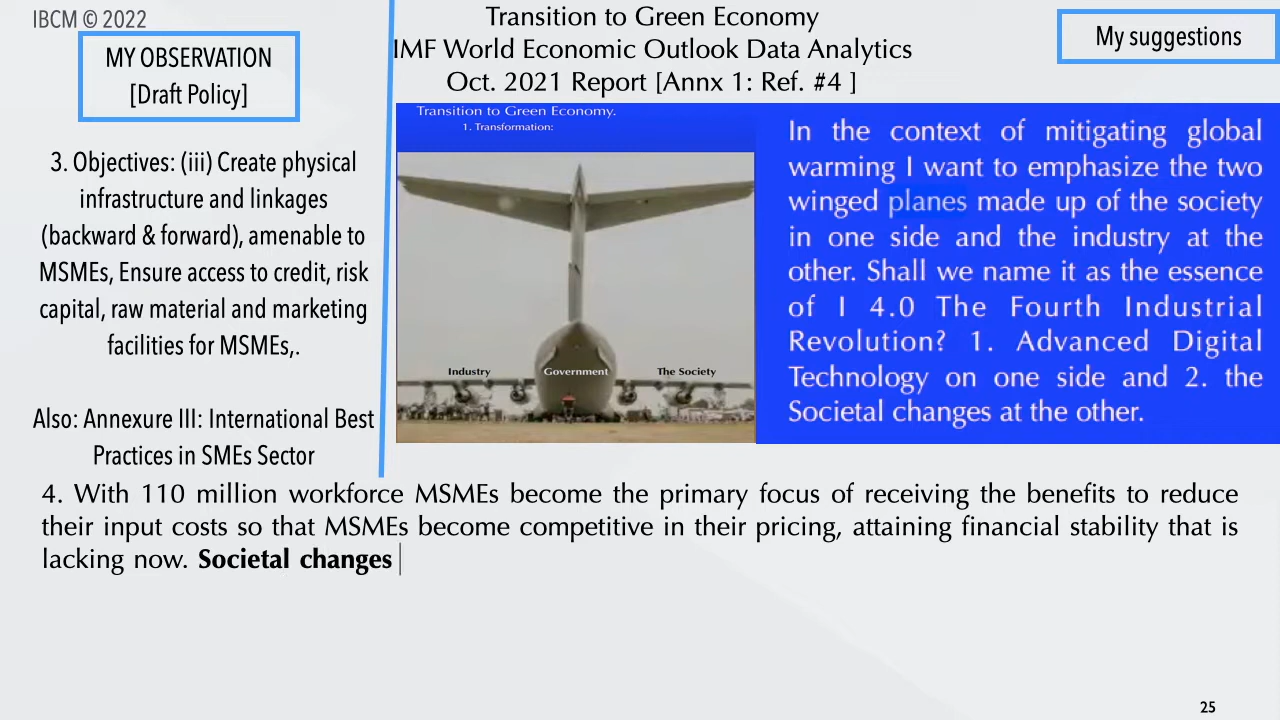 IBCM © 2022
MY OBSERVATION
[Draft Policy]
Transition to Green Economy
IMF World Economic Outlook Data Analytics
Oct. 2021 Report [Annx 1: Ref. #4 ]
My suggestions
3. Objectives: (iii) Create physical
infrastructure and linkages
(backward & forward), amenable to
MSMEs, Ensure access to credit, risk
capital, raw material and marketing
facilities for MSMEs,.
Also: Annexure III: International Best
Practices in SMEs Sector
Transition to Green Economy.
1. Transformation:
Industry
Government
The Society
In the context of mitigating global
warming I want to emphasize the two
winged planes made up of the society
in one side and the industry at the
other. Shall we name it as the essence
of I 4.0 The Fourth Industrial
Revolution? 1. Advanced Digital
Technology on one side and 2. the
Societal changes at the other.
4. With 110 million workforce MSMEs become the primary focus of receiving the benefits to reduce
their input costs so that MSMEs become competitive in their pricing, attaining financial stability that is
lacking now. Societal changes
25